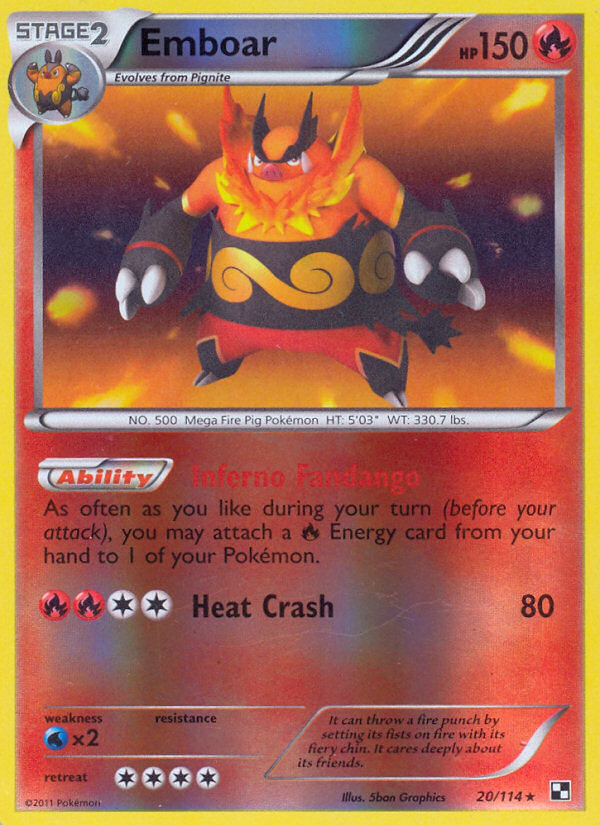 STAGE2
Emboar
HP150
Evolves from Pignite
NO. 500 Mega Fire Pig Pokémon HT: 5'03" WT: 330.7 lbs.
Ability Inferno Fandango
As often as you like during your turn (before your
attack), you may attach a Energy card from your
hand to 1 of your Pokémon.
Heat Crash 80
weakness resistance
×2
It can throw a fire punch by
setting its fists on fire with its
fiery chin. It cares deeply about
its friends.
retreat
Illus. 5ban Graphics 20/114★
©2011 Pokémon